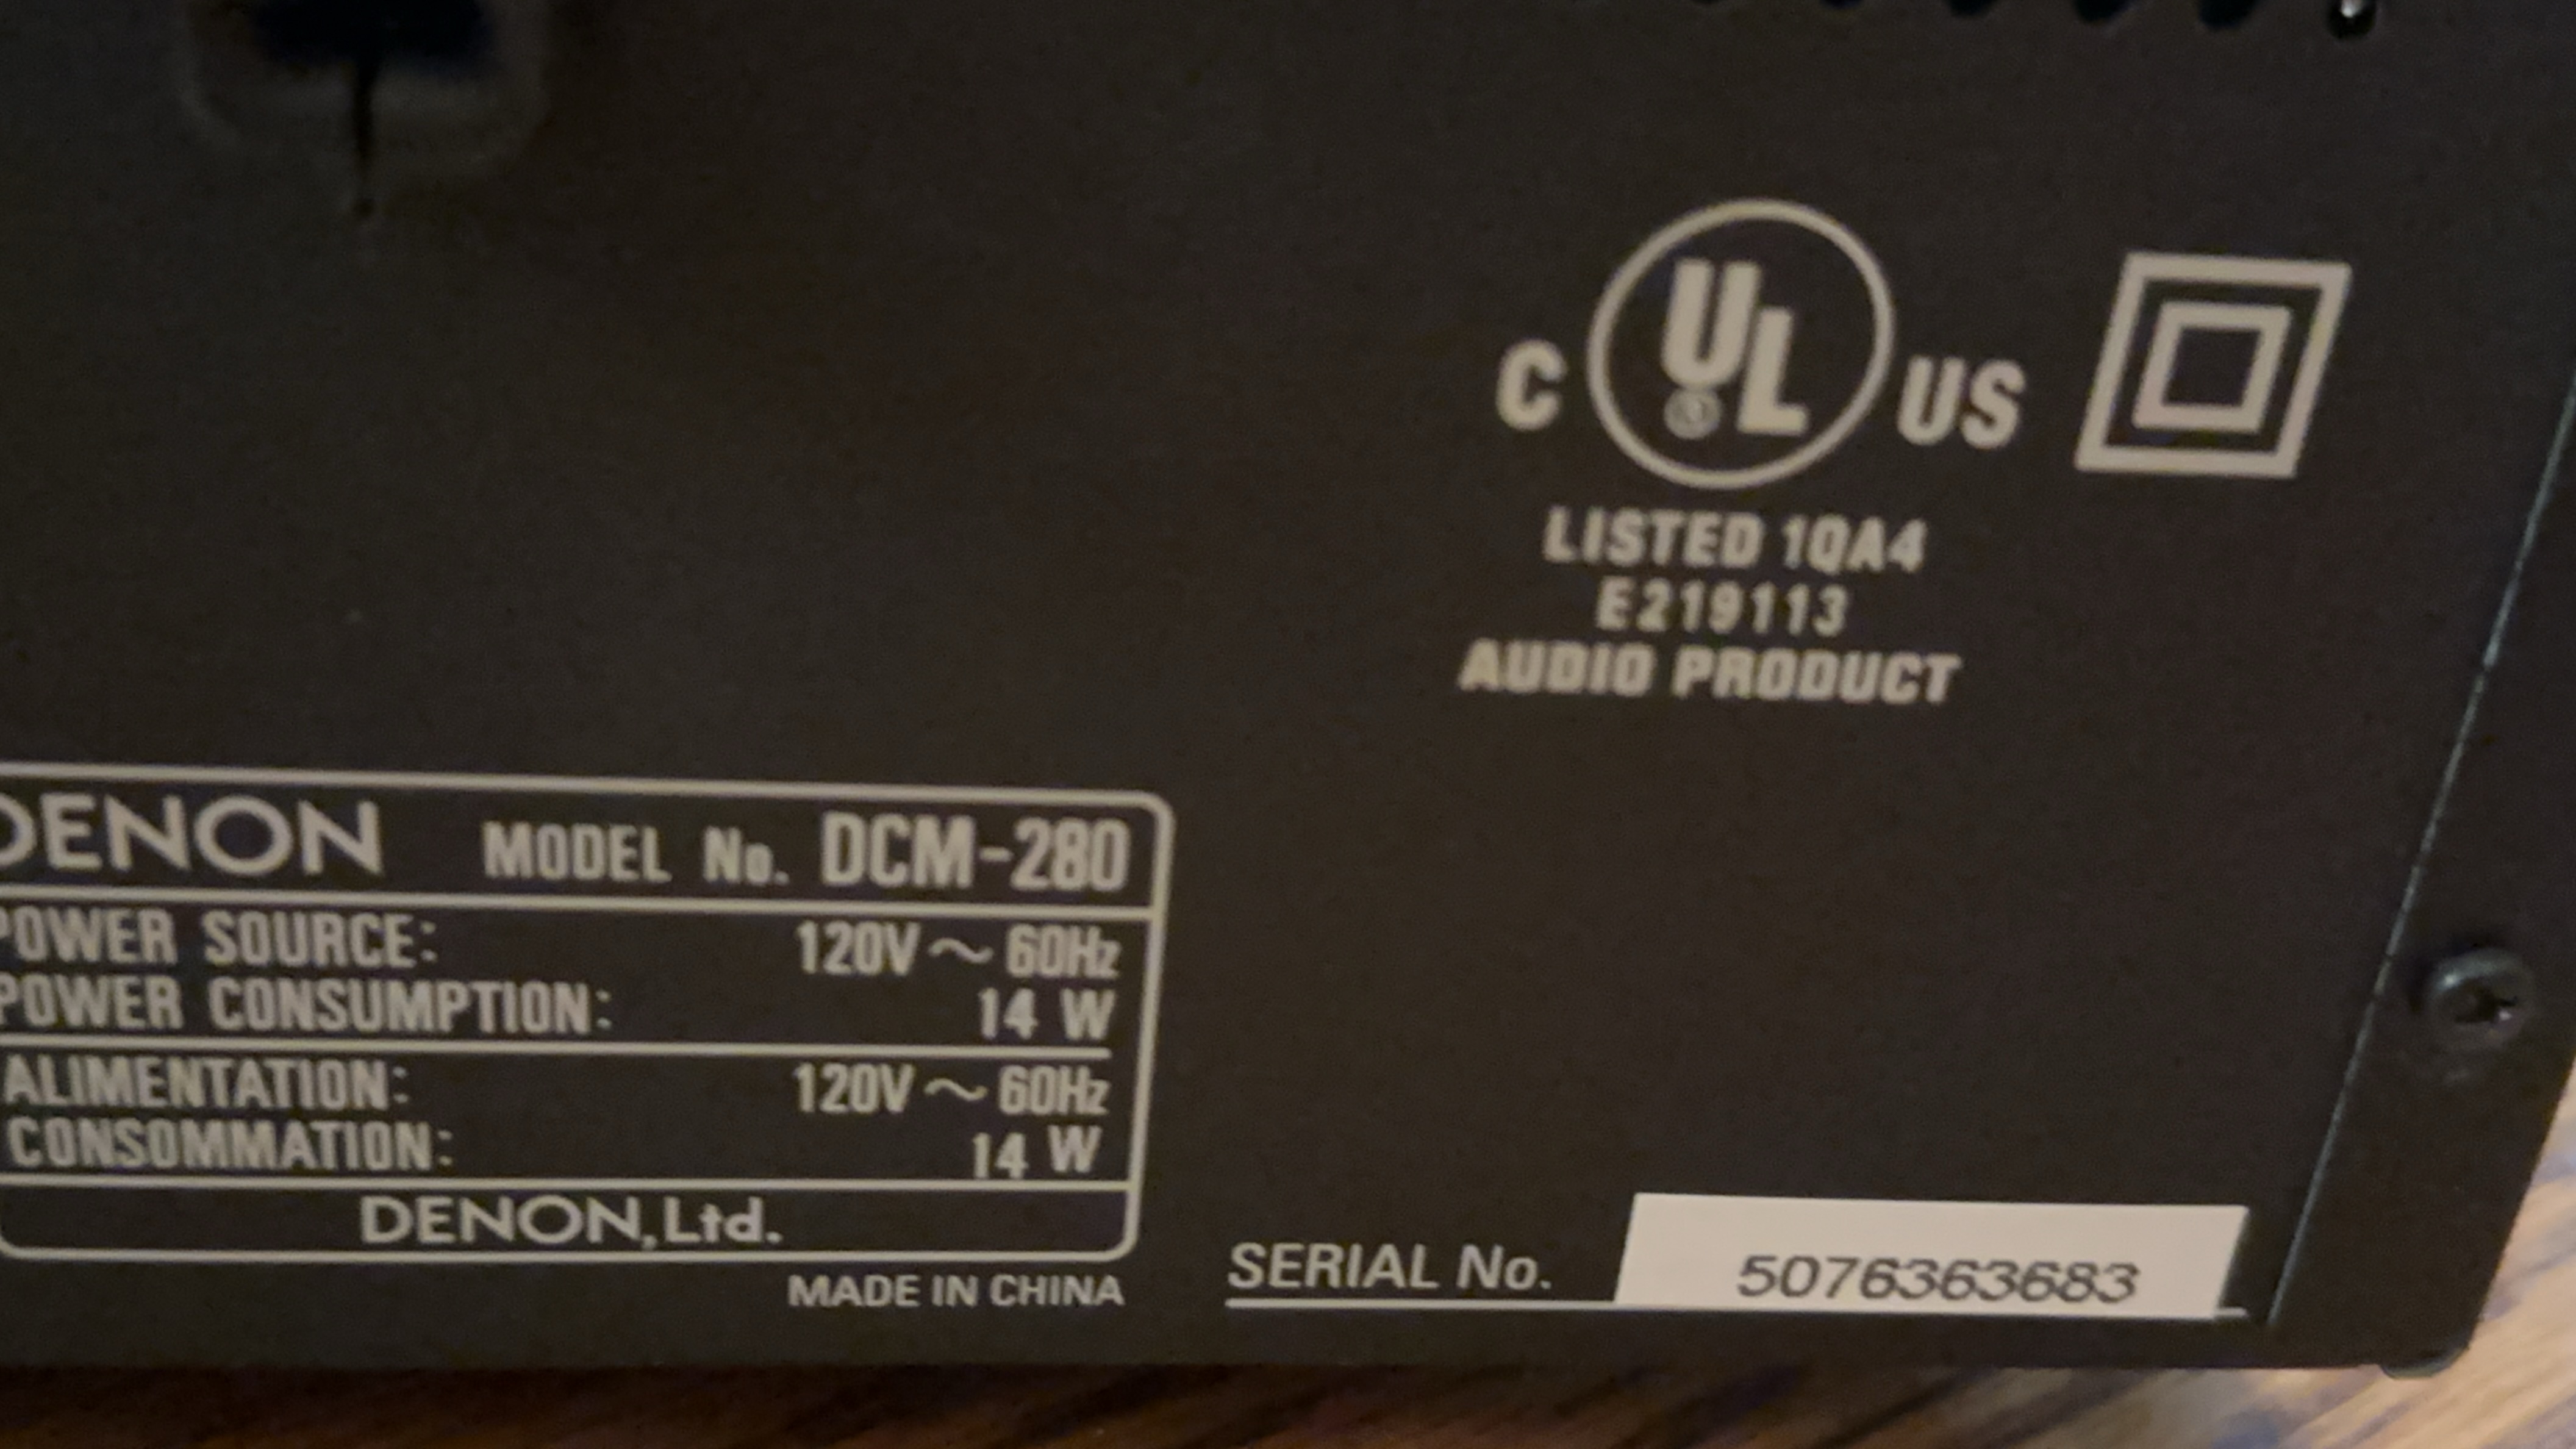 C UL US
LISTED 1QA4
E219113
AUDIO PRODUCT
DENON MODEL No. DCM-280
POWER SOURCE: 120V ~ 60Hz
POWER CONSUMPTION: 14 W
ALIMENTATION: 120V ~ 60Hz
CONSOMMATION: 14 W
DENON, Ltd.
MADE IN CHINA
SERIAL No. 5076363683